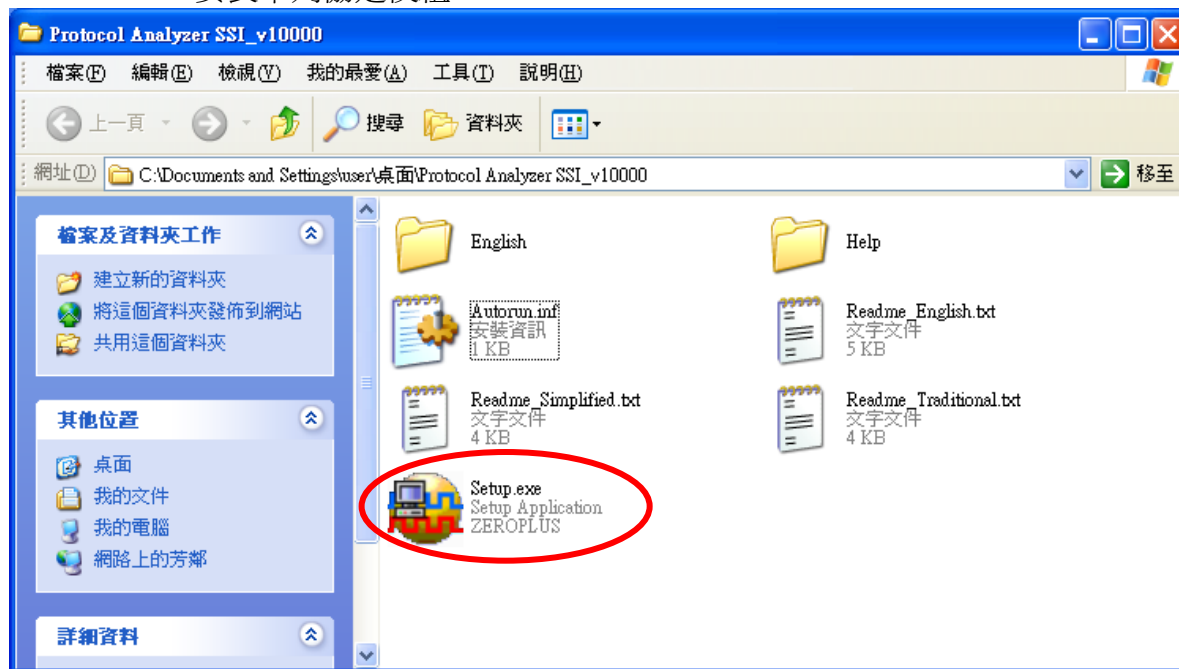 Protocol Analyzer SSI_v10000
檔案(F) 編輯(E) 檢視(V) 我的最愛(A) 工具(T) 說明(H)
上一頁 搜尋 資料夾
網址(D) C:\Documents and Settings\user\桌面\Protocol Analyzer SSI_v10000 移至
檔案及資料夾工作
建立新的資料夾
將這個資料夾發佈到網站
共用這個資料夾
其他位置
桌面
我的文件
我的電腦
網路上的芳鄰
詳細資料
English
Help
Autorun.inf
安裝資訊
1 KB
Readme_English.txt
文字文件
5 KB
Readme_Simplified.txt
文字文件
4 KB
Readme_Traditional.txt
文字文件
4 KB
Setup.exe
Setup Application
ZEROPLUS